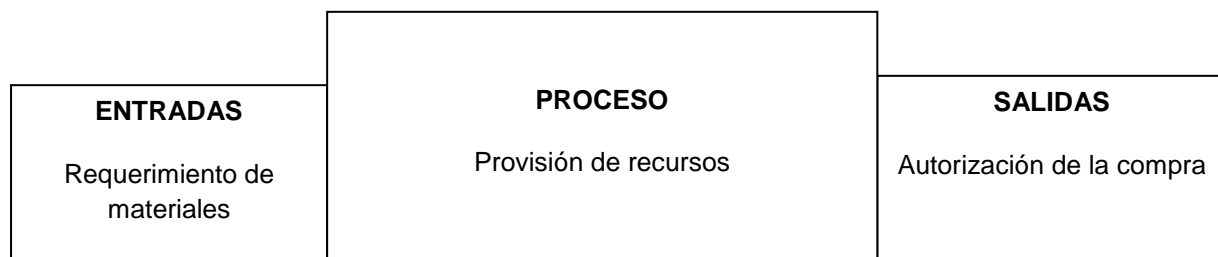 ENTRADAS
Requerimiento de
materiales
PROCESO
Provisión de recursos
SALIDAS
Autorización de la compra